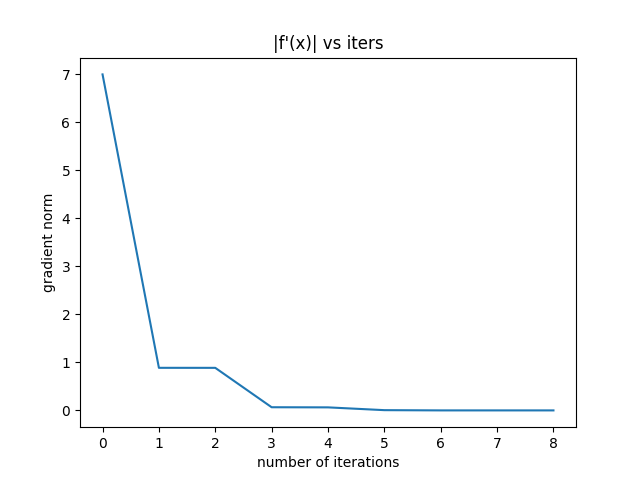 |f'(x)| vs iters
gradient norm
7
6
5
4
3
2
1
0
0 1 2 3 4 5 6 7 8
number of iterations